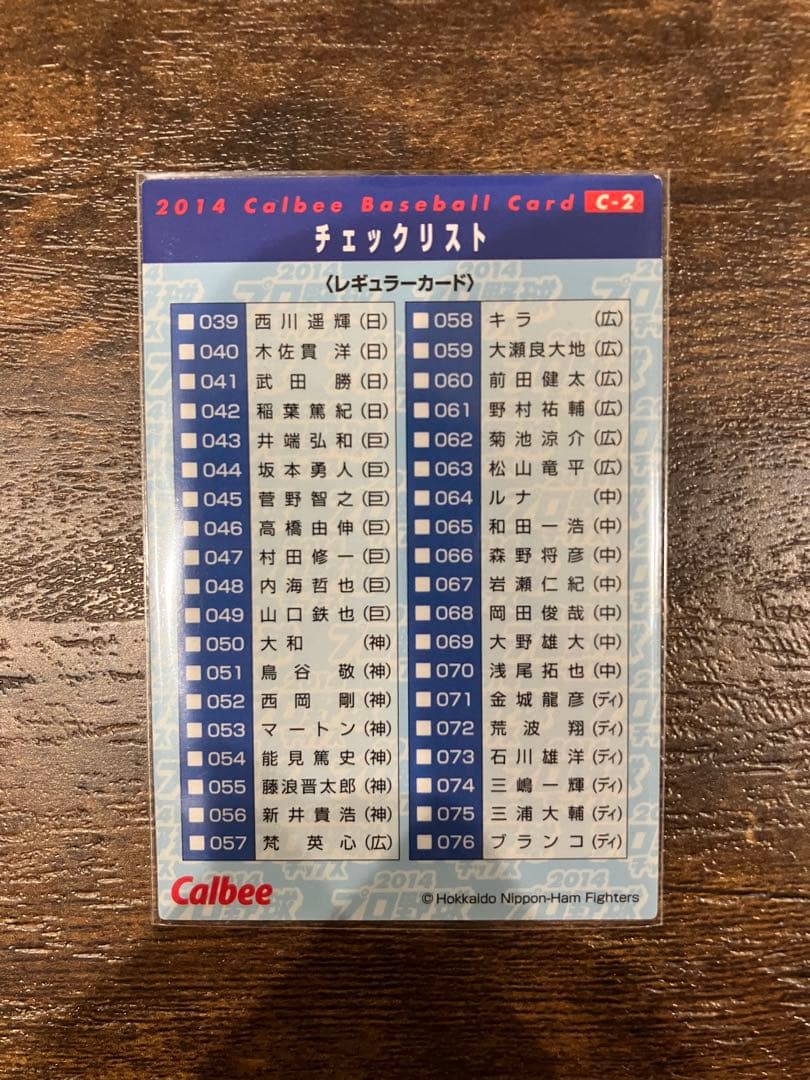 2014 Calbee Baseball Card C-2
チェックリスト
〈レギュラーカード〉
039 西川遥輝(日)
040 木佐貫洋(日)
041 武田勝(日)
042 稲葉篤紀(日)
043 井端弘和(巨)
044 坂本勇人(巨)
045 菅野智之(巨)
046 高橋由伸(巨)
047 村田修一(巨)
048 内海哲也(巨)
049 山口鉄也(巨)
050 大和(神)
051 鳥谷敬(神)
052 西岡剛(神)
053 マートン(神)
054 能見篤史(神)
055 藤浪晋太郎(神)
056 新井貴浩(神)
057 梵英心(広)
058 キラ(広)
059 大瀬良大地(広)
060 前田健太(広)
061 野村祐輔(広)
062 菊池涼介(広)
063 松山竜平(広)
064 ルナ(中)
065 和田一浩(中)
066 森野将彦(中)
067 岩瀬仁紀(中)
068 岡田俊哉(中)
069 大野雄大(中)
070 浅尾拓也(中)
071 金城龍彦(ディ)
072 荒波翔(ディ)
073 石川雄洋(ディ)
074 三嶋一輝(ディ)
075 三浦大輔(ディ)
076 ブランコ(ディ)
Calbee
© Hokkaido Nippon-Ham Fighters